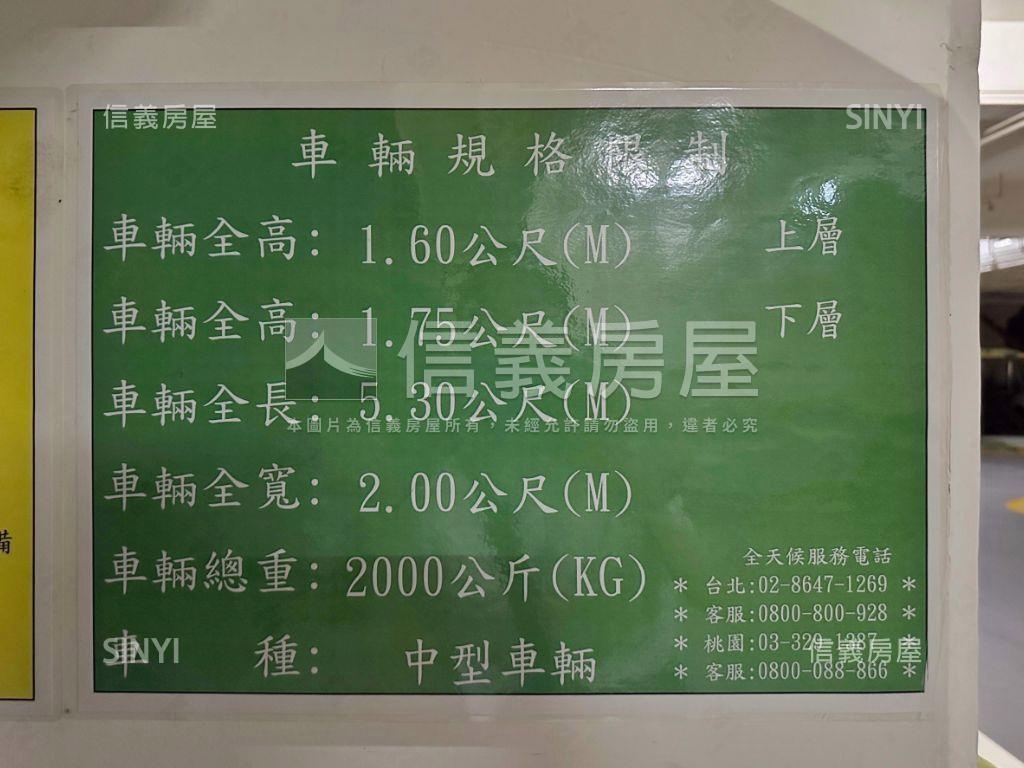 信義房屋 SINYI
車輛規格限制
車輛全高: 1.60公尺(M) 上層
車輛全高: 1.75公尺(M) 下層
信義房屋
車輛全長: 5.30公尺(M)
本圖片為信義房屋所有,未經允許請勿盜用,違者必究
車輛全寬: 2.00公尺(M)
備
車輛總重: 2000公斤(KG)
車種: 中型車輛
全天候服務電話
* 台北:02-8647-1269 *
* 客服:0800-800-928 *
* 桃園:03-329-1287 *
* 客服:0800-088-866 *
SINYI 信義房屋